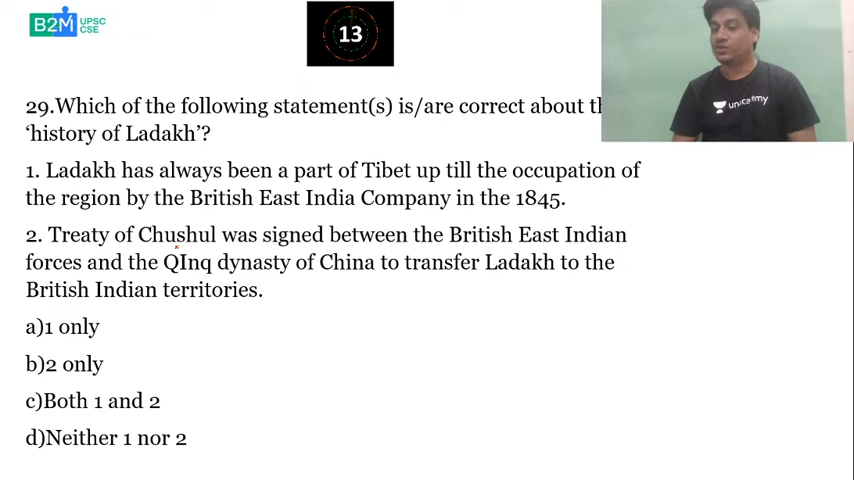 B2M UPSC
CSE
13
unacademy
29.Which of the following statement(s) is/are correct about
'history of Ladakh'?
1. Ladakh has always been a part of Tibet up till the occupation of
the region by the British East India Company in the 1845.
2. Treaty of Chushul was signed between the British East Indian
forces and the QInq dynasty of China to transfer Ladakh to the
British Indian territories.
a)1 only
b)2 only
c)Both 1 and 2
d)Neither 1 nor 2